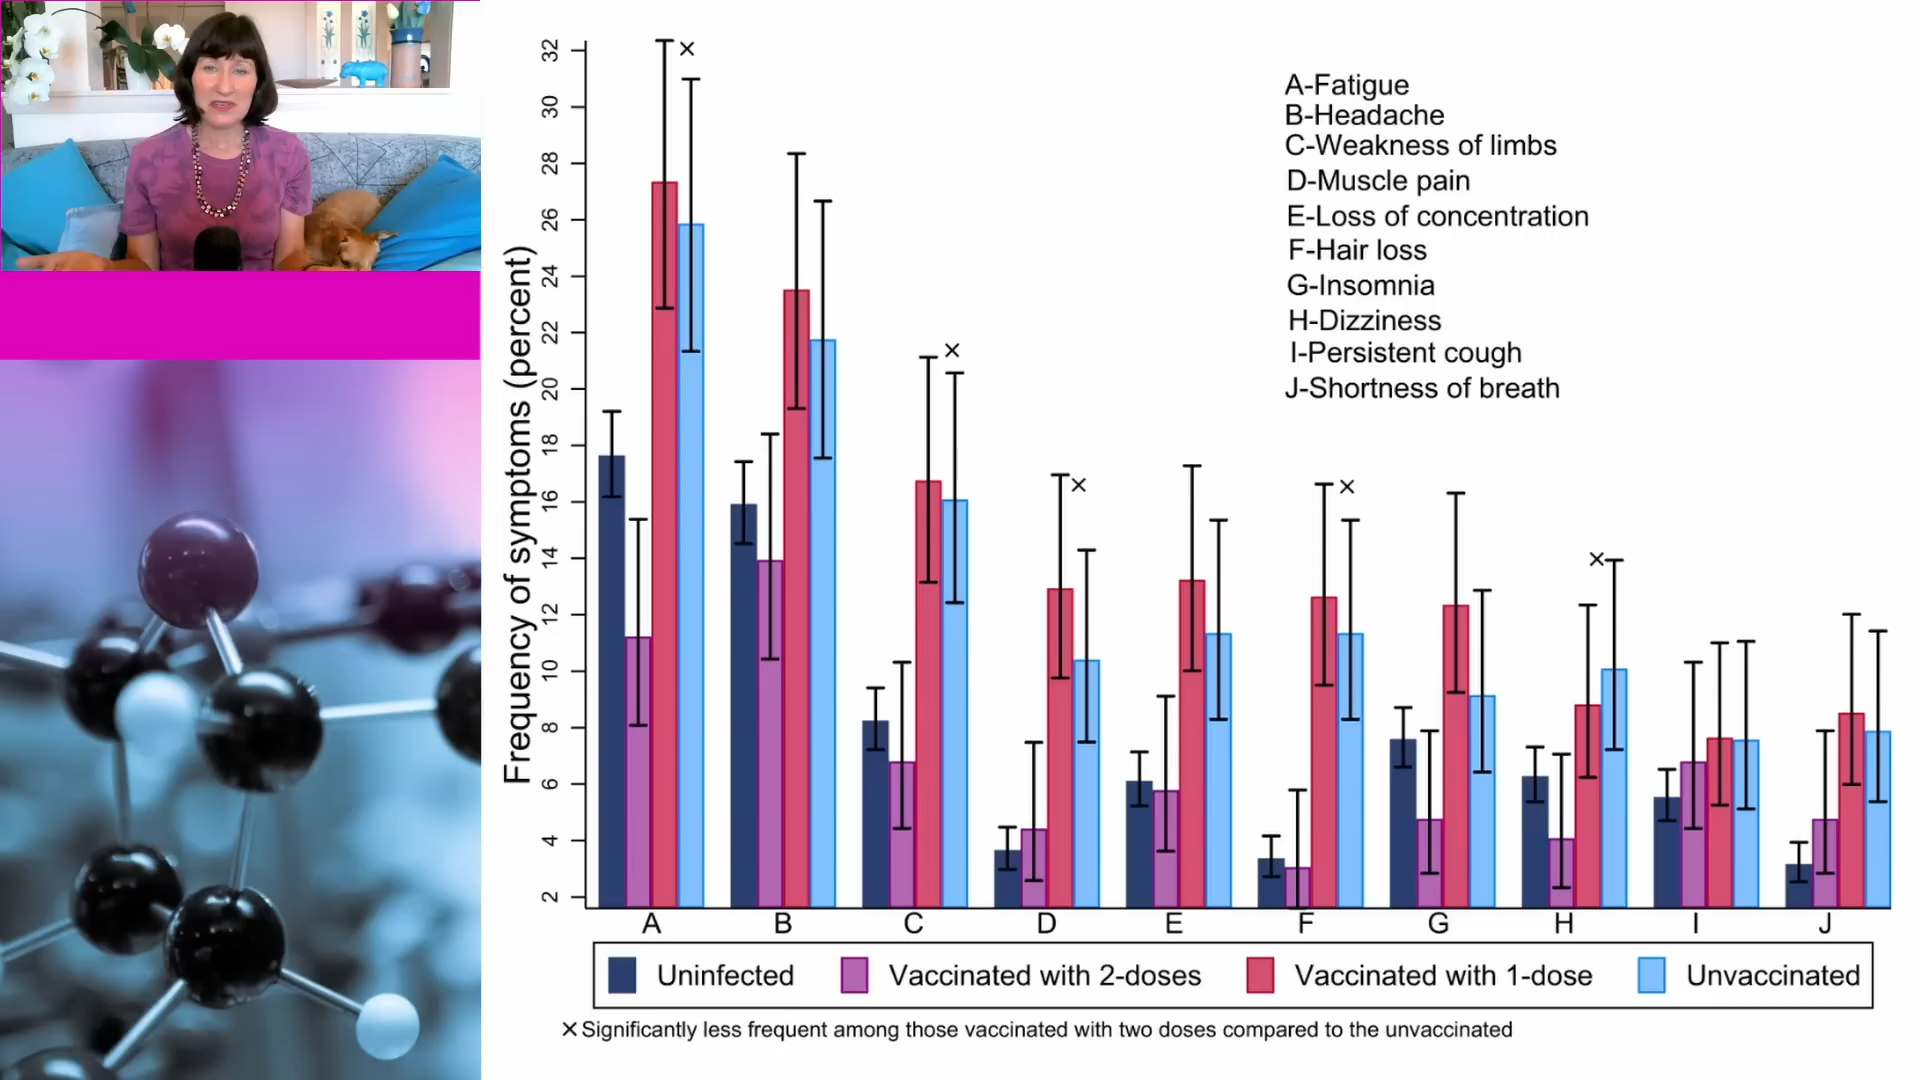 32
30
28
26
24
22
20
18
16
14
12
10
8
6
4
2
Frequency of symptoms (percent)
A-Fatigue
B-Headache
C-Weakness of limbs
D-Muscle pain
E-Loss of concentration
F-Hair loss
G-Insomnia
H-Dizziness
I-Persistent cough
J-Shortness of breath
×
×
×
×
×
A B C D E F G H I J
Uninfected Vaccinated with 2-doses Vaccinated with 1-dose Unvaccinated
× Significantly less frequent among those vaccinated with two doses compared to the unvaccinated